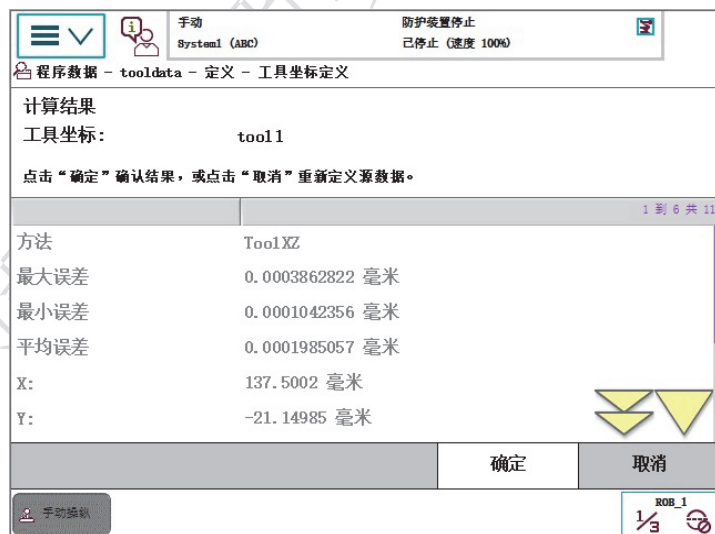 手动
防护装置停止
System1 (ABC)
己停止 (速度 100%)
程序数据 - tooldata - 定义 - 工具坐标定义
计算结果
工具坐标: tool1
点击“确定”确认结果，或点击“取消”重新定义源数据。
1 到 6 共 11
方法 ToolXZ
最大误差 0.0003862822 毫米
最小误差 0.0001042356 毫米
平均误差 0.0001985057 毫米
X: 137.5002 毫米
Y: -21.14985 毫米
确定 取消
手动操纵
ROB_1
1/3